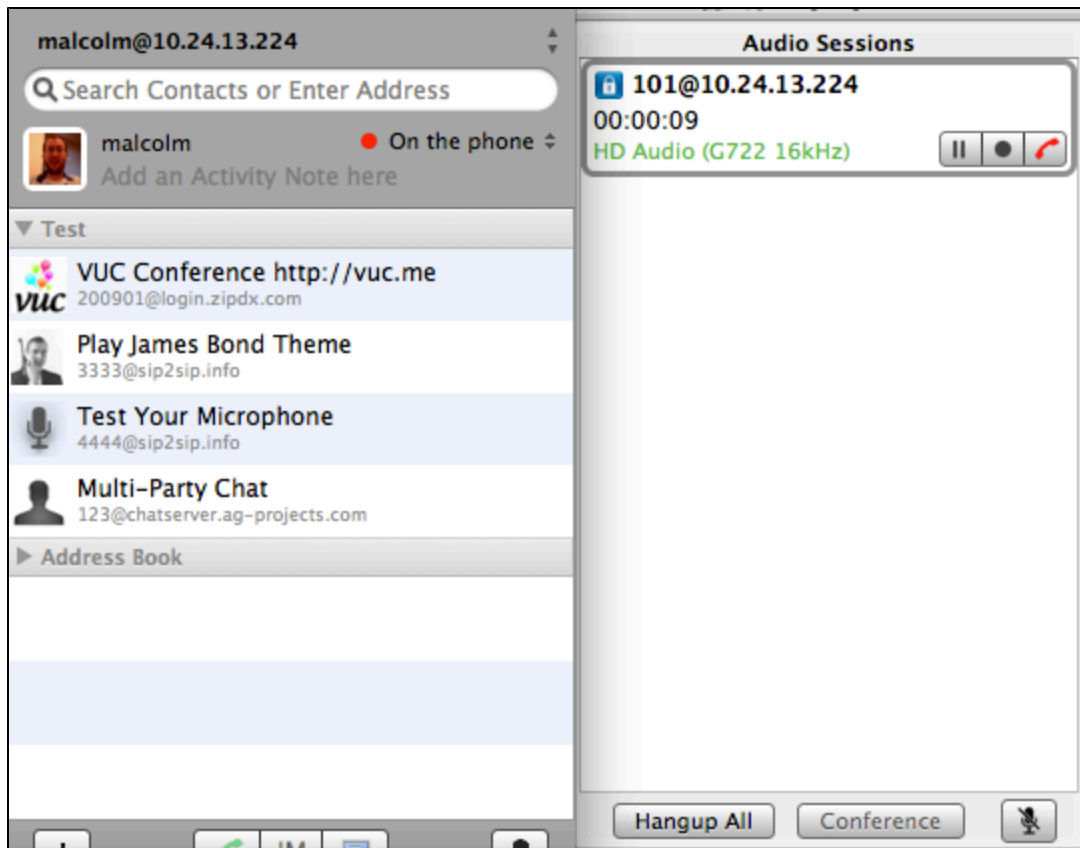 malcolm@10.24.13.224
Search Contacts or Enter Address
malcolm
On the phone
Add an Activity Note here
Test
VUC Conference http://vuc.me
200901@login.zipdx.com
vuc
Play James Bond Theme
3333@sip2sip.info
Test Your Microphone
4444@sip2sip.info
Multi-Party Chat
123@chatserver.ag-projects.com
Address Book
IM
Audio Sessions
101@10.24.13.224
00:00:09
HD Audio (G722 16kHz)
Hangup All
Conference